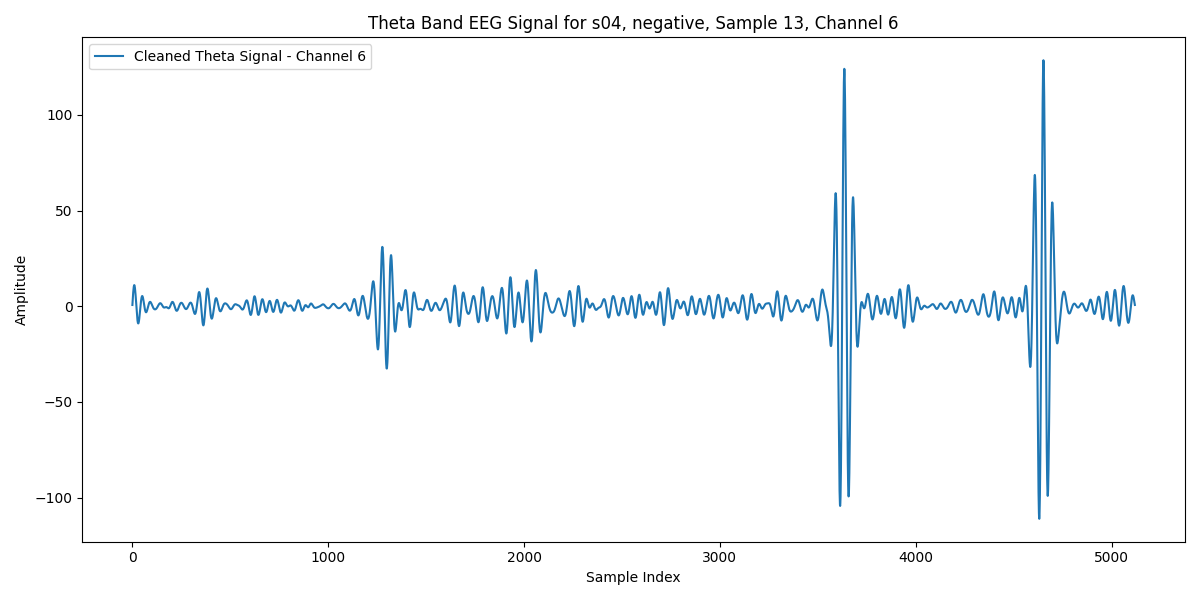 Theta Band EEG Signal for s04, negative, Sample 13, Channel 6
Cleaned Theta Signal - Channel 6
Amplitude
100
50
0
−50
−100
0 1000 2000 3000 4000 5000
Sample Index